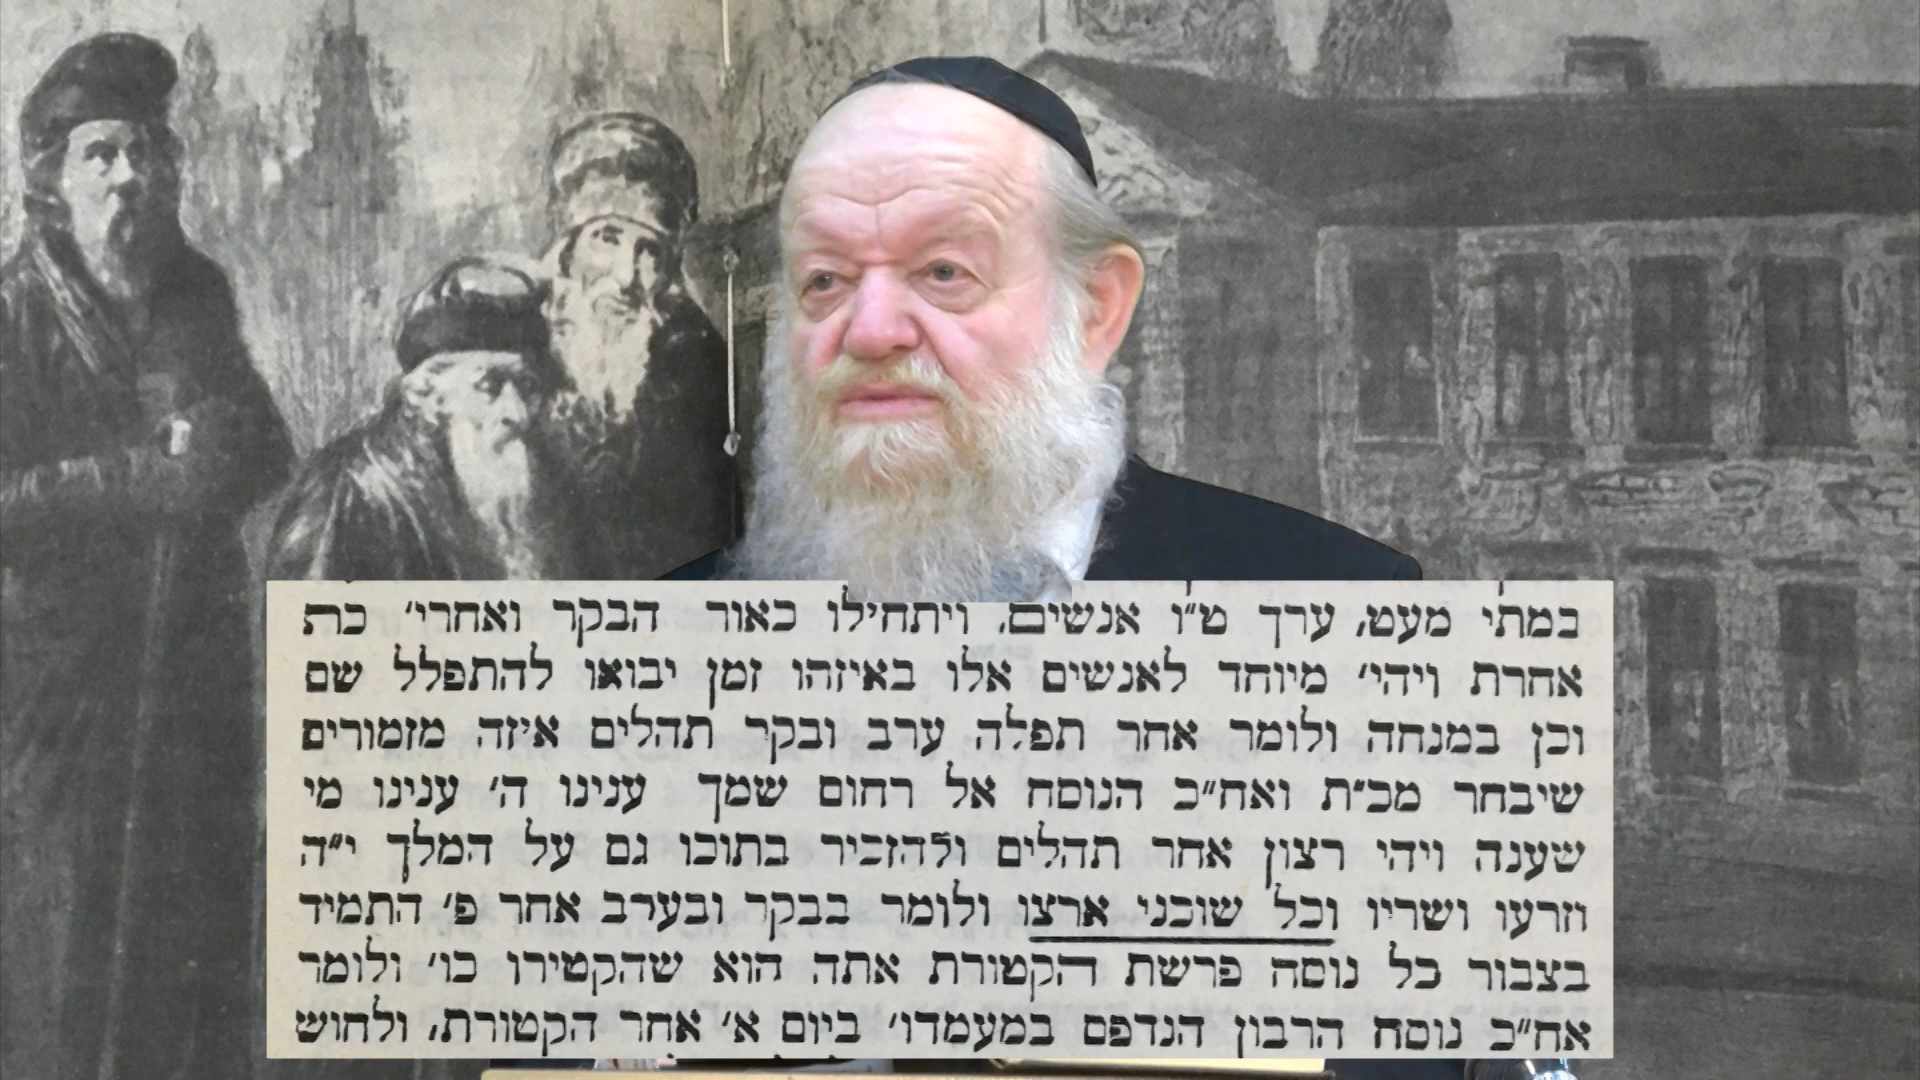 במתי מעט, ערך ט״ו אנשים, ויתחילו כאור הבקר ואחרי׳ כת
אחרת ויהי׳ מיוחד לאנשים אלו באיזהו זמן יבואו להתפלל שם
וכן במנחה ולומר אחר תפלה ערב ובקר תהלים איזה מזמורים
שיבחר מכ״ת ואח״כ הנוסח אל רחום שמך ענינו ה׳ ענינו מי
שענה ויהי רצון אחר תהלים ולהזכיר בתוכו גם על המלך י״ה
וזרעו ושריו וכל שוכני ארצו ולומר בבקר ובערב אחר פ׳ התמיד
בצבור כל נוסח פרשת הקטורת אתה הוא שהקטירו כו׳ ולומר
אח״כ נוסח הרבון הנדפס במעמדו׳ ביום א׳ אחר הקטורת, ולחוש